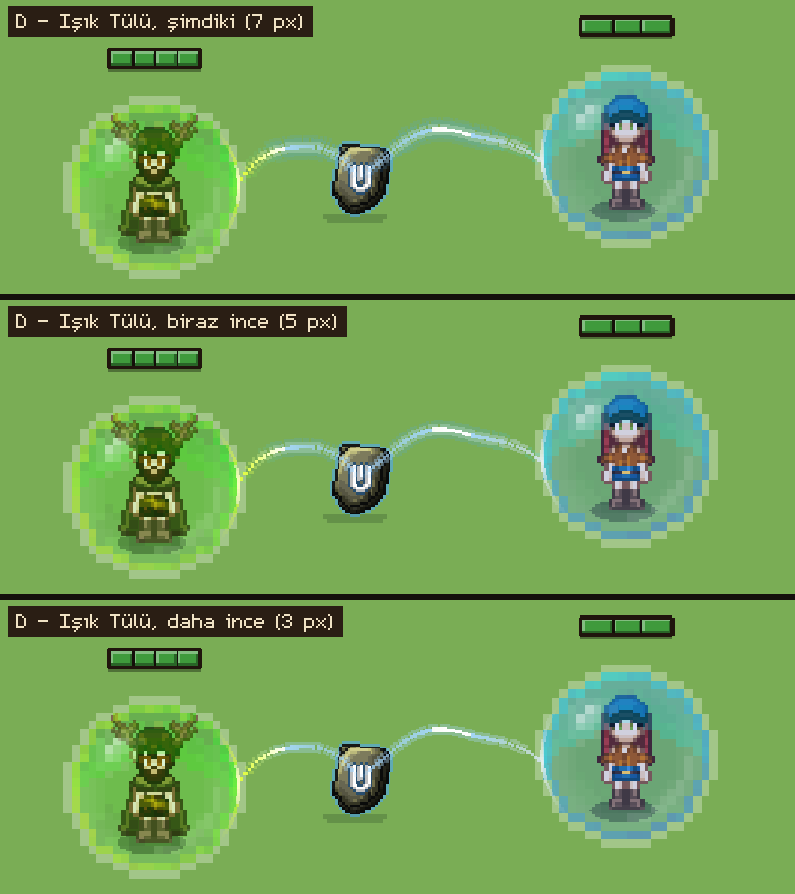 D – Işık Tülü, şimdiki (7 px)
D – Işık Tülü, biraz ince (5 px)
D – Işık Tülü, daha ince (3 px)